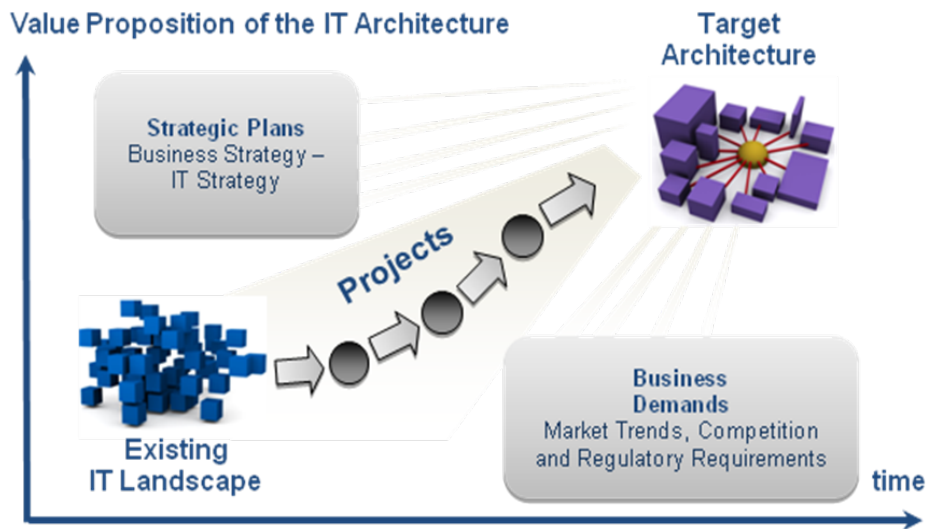 Value Proposition of the IT Architecture
Target
Architecture
Strategic Plans
Business Strategy –
IT Strategy
Projects
Existing
IT Landscape
Business
Demands
Market Trends, Competition
and Regulatory Requirements
time